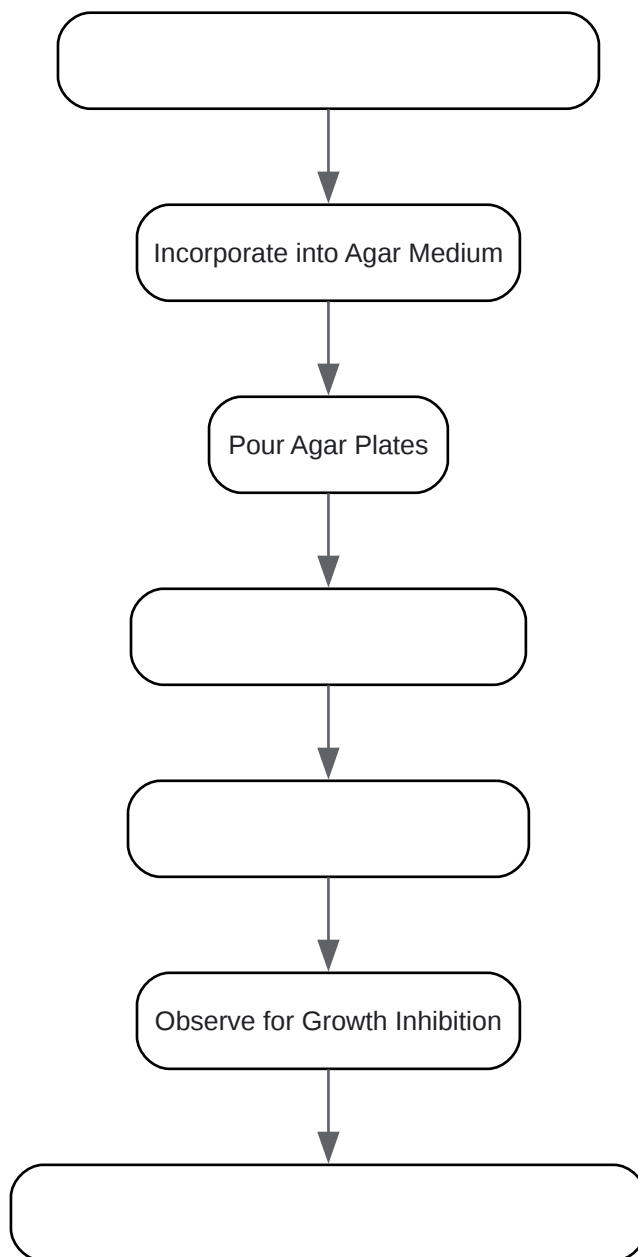 Incorporate into Agar Medium
Pour Agar Plates
Observe for Growth Inhibition